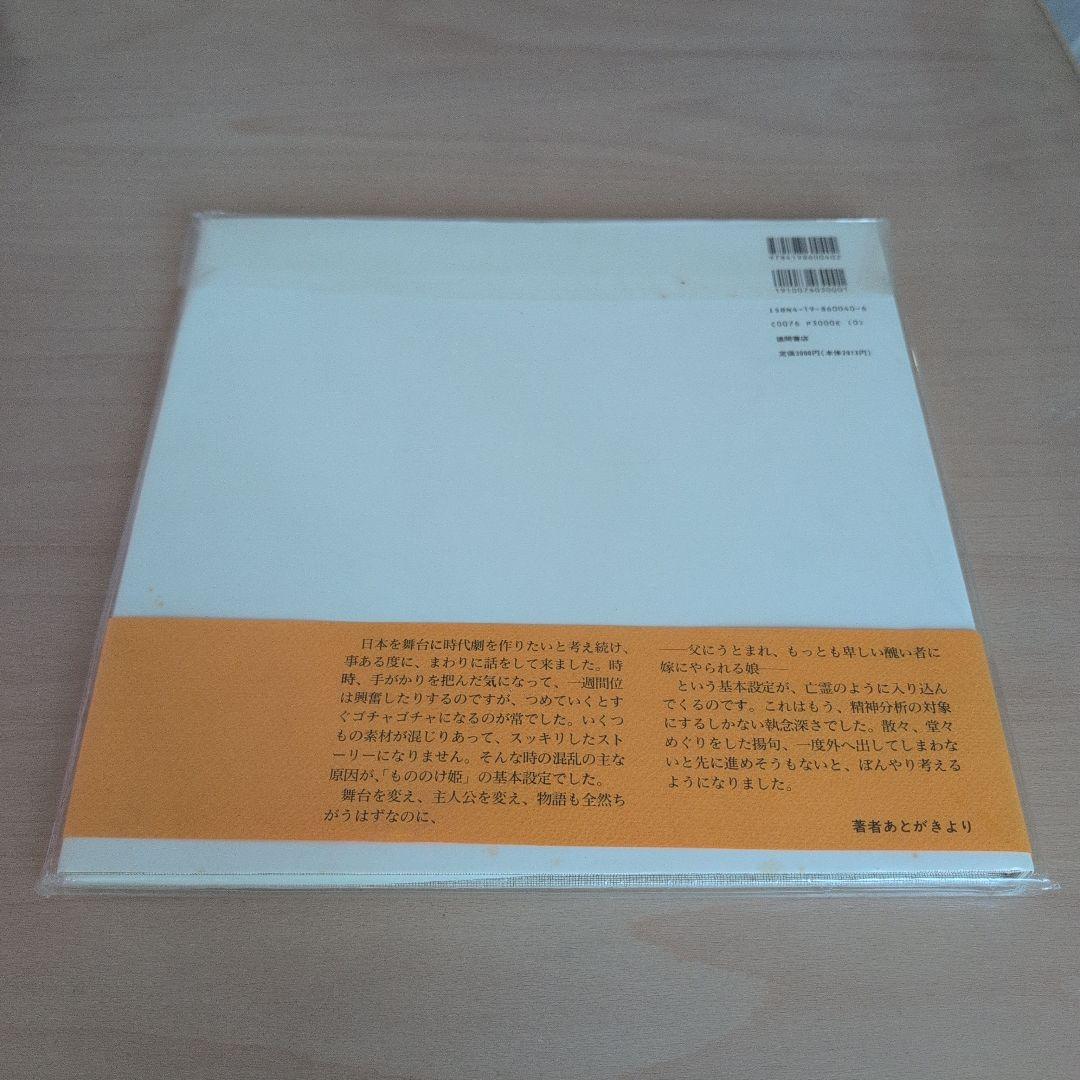 9784198600402
1910076030001
ISBN4-19-860040-6
C0076 P3000E (0)
徳間書店
定価3000円(本体2913円)
日本を舞台に時代劇を作りたいと考え続け、
事ある度に、まわりに話をして来ました。時
時、手がかりを把んだ気になって、一週間位
は興奮したりするのですが、つめていくとす
ぐゴチャゴチャになるのが常でした。いくつ
もの素材が混じりあって、スッキリしたスト
ーリーになりません。そんな時の混乱の主な
原因が、「もののけ姫」の基本設定でした。
舞台を変え、主人公を変え、物語も全然ち
がうはずなのに、
――父にうとまれ、もっとも卑しい醜い者に
嫁にやられる娘――
という基本設定が、亡霊のように入り込ん
でくるのです。これはもう、精神分析の対象
にするしかない執念深さでした。散々、堂々
めぐりをした揚句、一度外へ出してしまわな
いと先に進めそうもないと、ぼんやり考える
ようになりました。
著者あとがきより